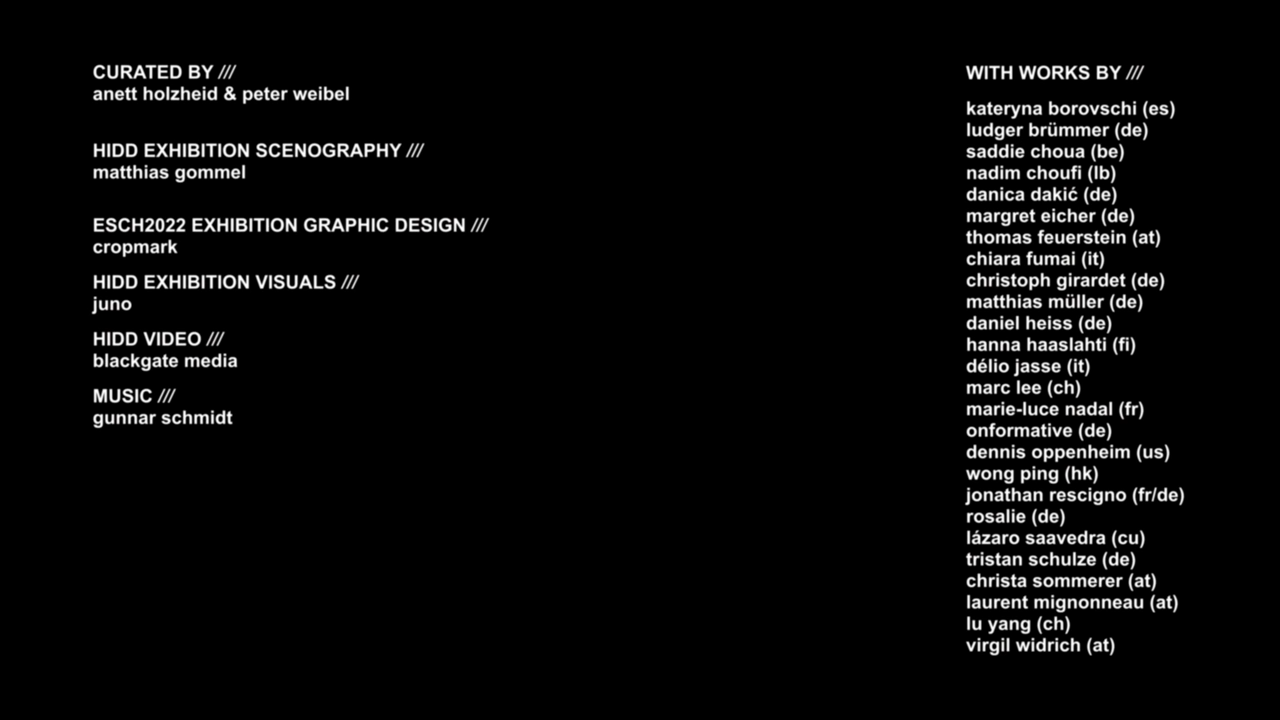 CURATED BY ///
anett holzheid & peter weibel
HIDD EXHIBITION SCENOGRAPHY ///
matthias gommel
ESCH2022 EXHIBITION GRAPHIC DESIGN ///
cropmark
HIDD EXHIBITION VISUALS ///
juno
HIDD VIDEO ///
blackgate media
MUSIC ///
gunnar schmidt
WITH WORKS BY ///
kateryna borovschi (es)
ludger brümmer (de)
saddie choua (be)
nadim choufi (lb)
danica dakić (de)
margret eicher (de)
thomas feuerstein (at)
chiara fumai (it)
christoph girardet (de)
matthias müller (de)
daniel heiss (de)
hanna haaslahti (fi)
délio jasse (it)
marc lee (ch)
marie-luce nadal (fr)
onformative (de)
dennis oppenheim (us)
wong ping (hk)
jonathan rescigno (fr/de)
rosalie (de)
lázaro saavedra (cu)
tristan schulze (de)
christa sommerer (at)
laurent mignonneau (at)
lu yang (ch)
virgil widrich (at)